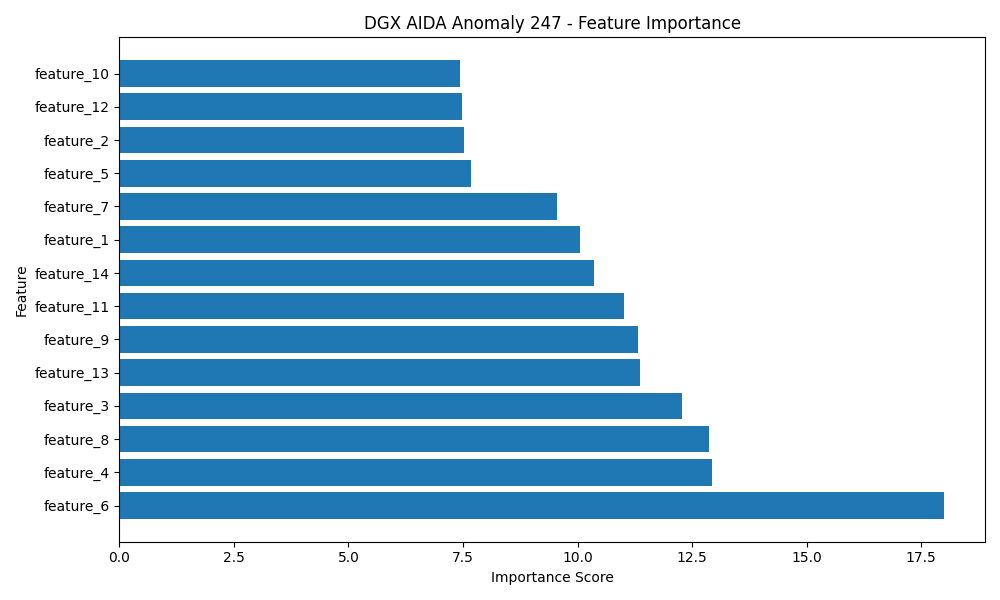 DGX AIDA Anomaly 247 - Feature Importance
feature_10
feature_12
feature_2
feature_5
feature_7
feature_1
feature_14
feature_11
feature_9
feature_13
feature_3
feature_8
feature_4
feature_6
Feature
0.0 2.5 5.0 7.5 10.0 12.5 15.0 17.5
Importance Score